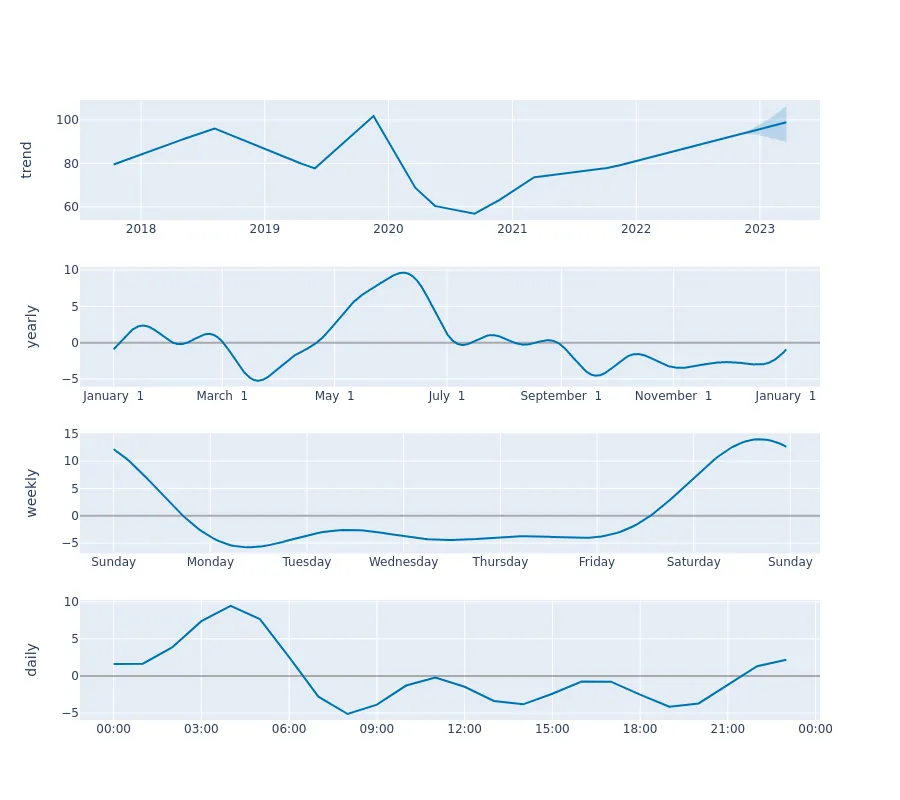 trend
100
80
60
2018 2019 2020 2021 2022 2023
yearly
10
5
0
−5
January 1 March 1 May 1 July 1 September 1 November 1 January 1
weekly
15
10
5
0
−5
Sunday Monday Tuesday Wednesday Thursday Friday Saturday Sunday
daily
10
5
0
−5
00:00 03:00 06:00 09:00 12:00 15:00 18:00 21:00 00:00